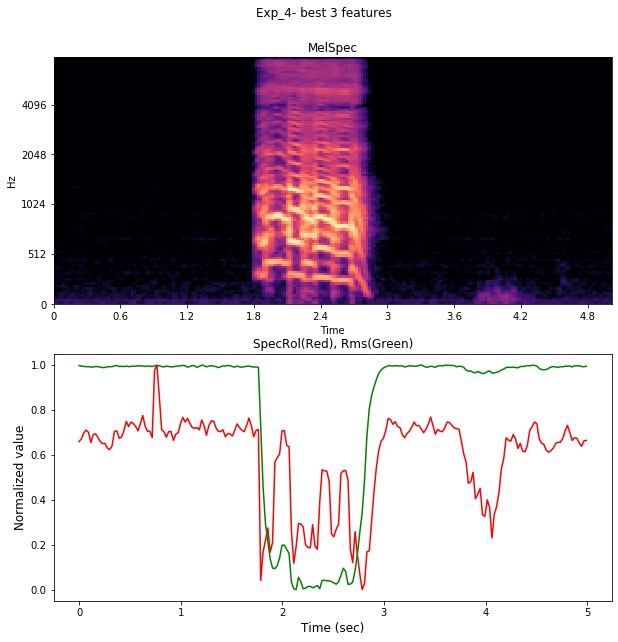 Exp_4- best 3 features
MelSpec
4096
2048
1024
512
0
Hz
0 0.6 1.2 1.8 2.4 3 3.6 4.2 4.8
Time
SpecRol(Red), Rms(Green)
1.0
0.8
0.6
0.4
0.2
0.0
Normalized value
0 1 2 3 4 5
Time (sec)